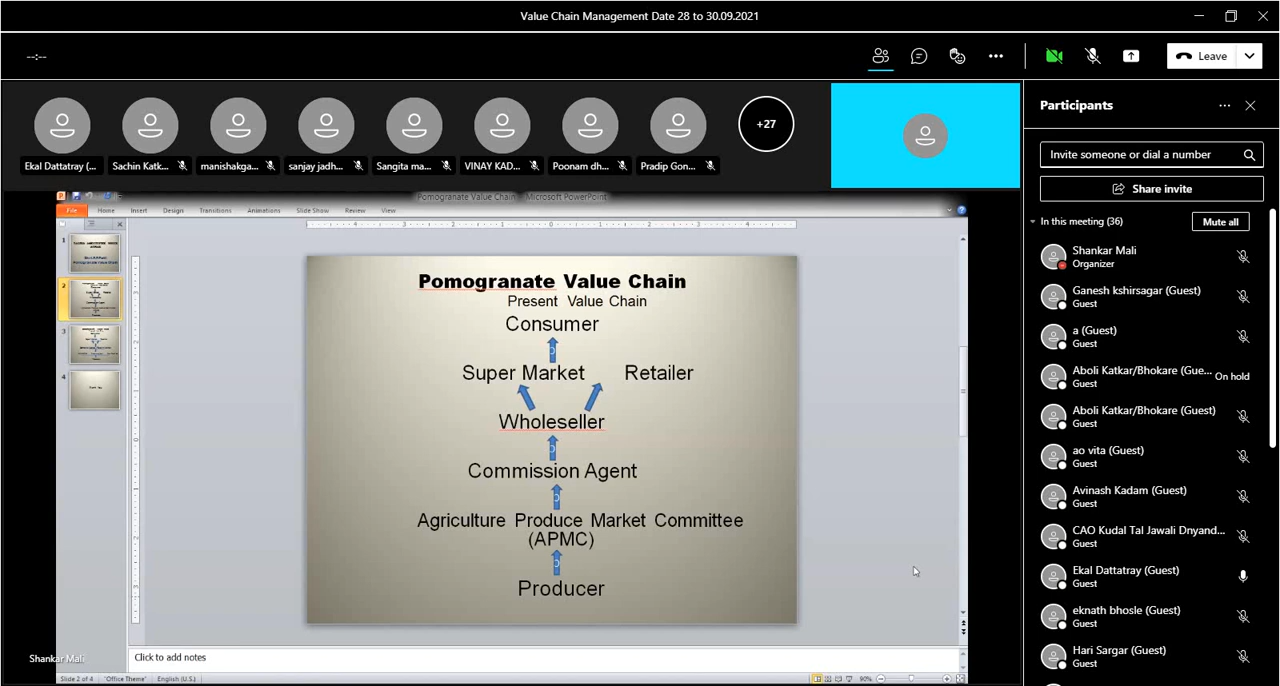 Value Chain Management Date 28 to 30.09.2021
--:--
Leave
Ekal Dattatray (...
Sachin Katk...
manishakga...
sanjay jadh...
Sangita ma...
VINAY KAD...
Poonam dh...
Pradip Gon...
+27
Pomogranate Value Chain - Microsoft PowerPoint
File Home Insert Design Transitions Animations Slide Show Review View
1
2
3
4
Pomogranate Value Chain
Present Value Chain
Consumer
Super Market Retailer
Wholeseller
Commission Agent
Agriculture Produce Market Committee
(APMC)
Producer
Click to add notes
Shankar Mali
Slide 2 of 4 "Office Theme" English (U.S.) 90%
Participants
Invite someone or dial a number
Share invite
In this meeting (36) Mute all
Shankar Mali
Organizer
Ganesh kshirsagar (Guest)
Guest
a (Guest)
Guest
Aboli Katkar/Bhokare (Gue... On hold
Guest
Aboli Katkar/Bhokare (Guest)
Guest
ao vita (Guest)
Guest
Avinash Kadam (Guest)
Guest
CAO Kudal Tal Jawali Dnyand...
Guest
Ekal Dattatray (Guest)
Guest
eknath bhosle (Guest)
Guest
Hari Sargar (Guest)
Guest